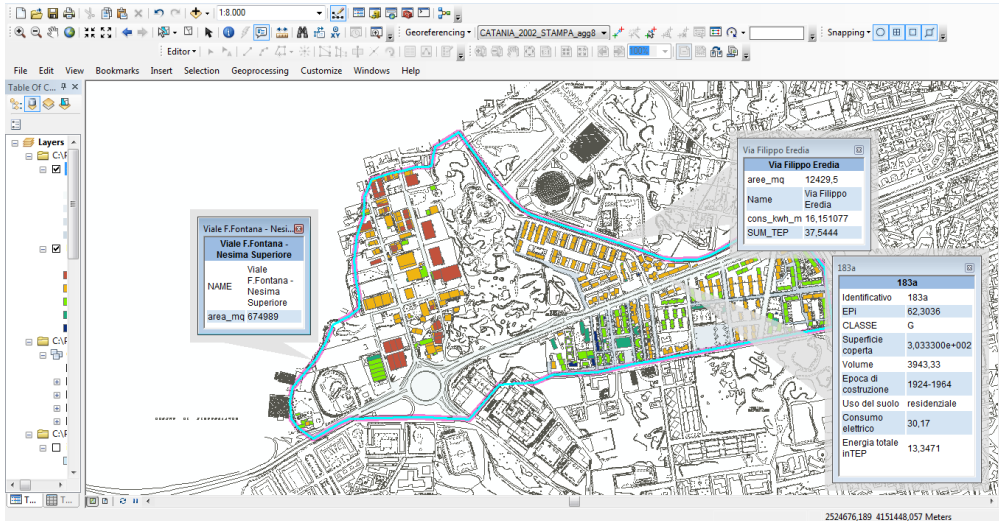 1:8.000
Georeferencing
CATANIA_2002_STAMPA_agg8
Snapping
Editor
100%
File Edit View Bookmarks Insert Selection Geoprocessing Customize Windows Help
Table Of C...
Layers
C:\F
C:\F
C:\F
Viale F.Fontana - Nesi...
Viale F.Fontana -
Nesima Superiore
NAME Viale
F.Fontana -
Nesima
Superiore
area_mq 674989
Via Filippo Eredia
Via Filippo Eredia
aree_mq 12429,5
Name Via Filippo
Eredia
cons_kwh_m 16,151077
SUM_TEP 37,5444
183a
183a
Identificativo 183a
EPi 62,3036
CLASSE G
Superficie
coperta 3,033300e+002
Volume 3943,33
Epoca di
costruzione 1924-1964
Uso del suolo residenziale
Consumo
elettrico 30,17
Energia totale
inTEP 13,3471
T... T...
2524676,189 4151448,057 Meters